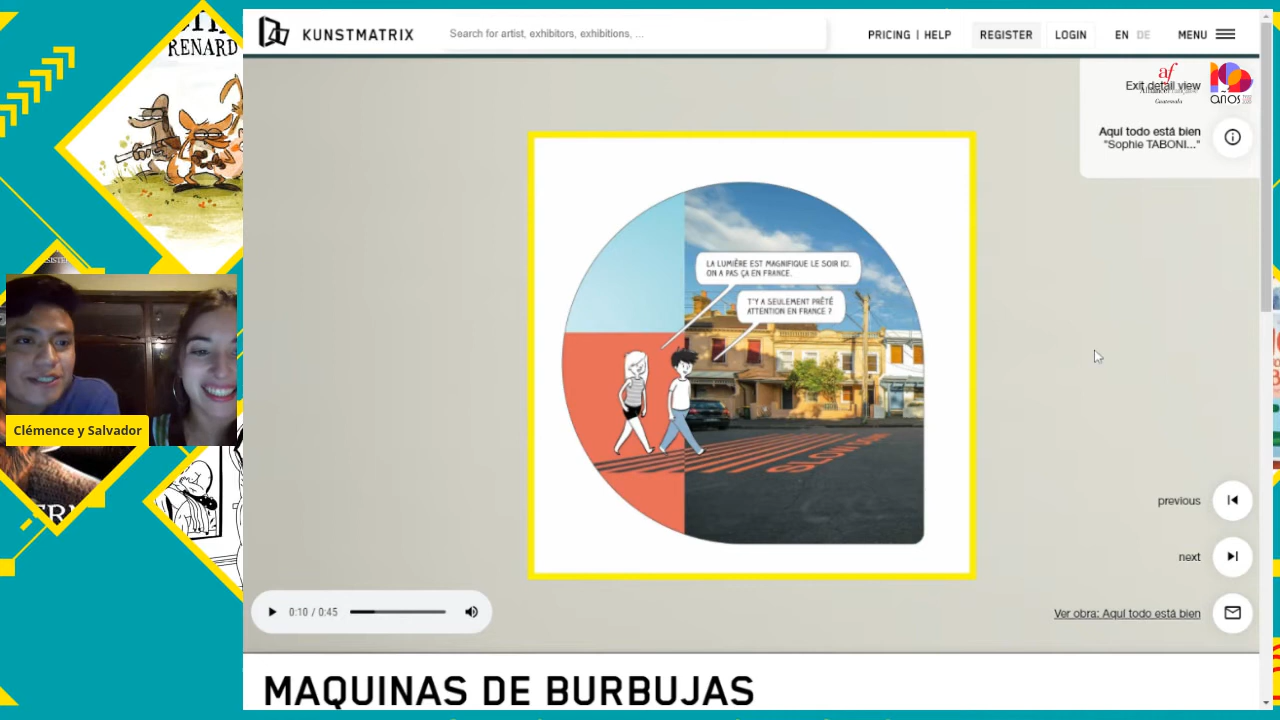 RENARD
KUNSTMATRIX
Search for artist, exhibitors, exhibitions, ...
PRICING | HELP
REGISTER
LOGIN
EN DE
MENU
Exit detail view
af
Guatemala
años
Aquí todo está bien
"Sophie TABONI..."
LA LUMIÈRE EST MAGNIFIQUE LE SOIR ICI.
ON A PAS ÇA EN FRANCE.
T'Y A SEULEMENT PRÊTÉ
ATTENTION EN FRANCE ?
SLOW
Clémence y Salvador
previous
next
Ver obra: Aquí todo está bien
0:10 / 0:45
MAQUINAS DE BURBUJAS